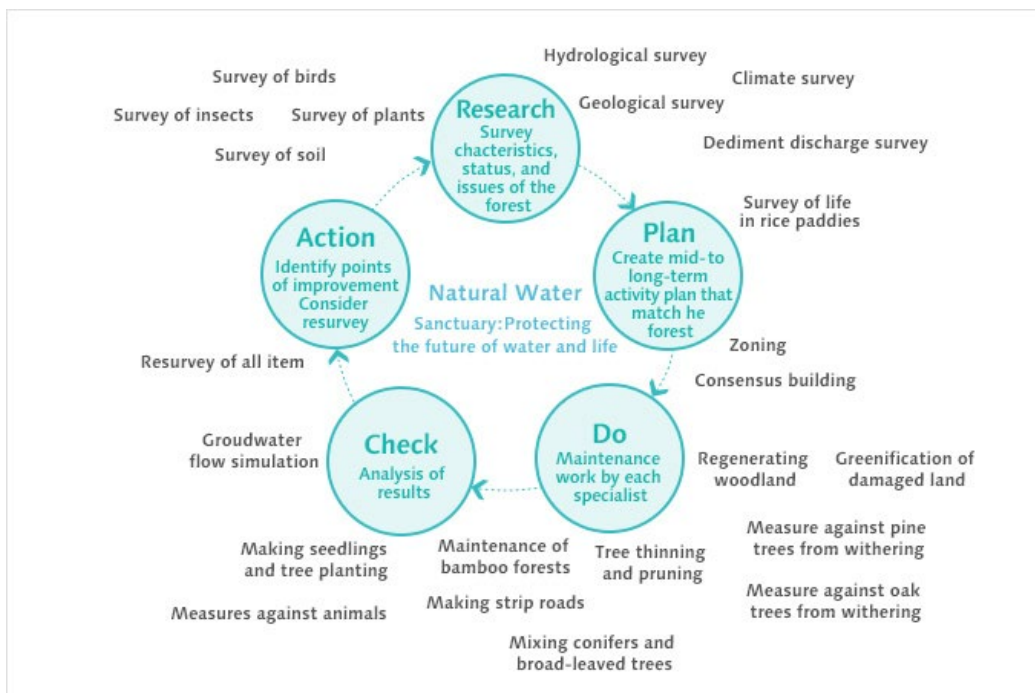 Hydrological survey
Survey of birds
Climate survey
Survey of insects
Survey of plants
Geological survey
Survey of soil
Dediment discharge survey
Research
Survey
chacteristics,
status, and
issues of the
forest
Survey of life
in rice paddies
Plan
Create mid-to
long-term
activity plan that
match he
forest
Zoning
Consensus building
Do
Maintenance
work by each
specialist
Regenerating
woodland
Greenification of
damaged land
Measure against pine
trees from withering
Measure against oak
trees from withering
Tree thinning
and pruning
Maintenance of
bamboo forests
Making strip roads
Mixing conifers and
broad-leaved trees
Making seedlings
and tree planting
Measures against animals
Check
Analysis of
results
Groudwater
flow simulation
Resurvey of all item
Action
Identify points
of improvement
Consider
resurvey
Natural Water
Sanctuary:Protecting
the future of water and life